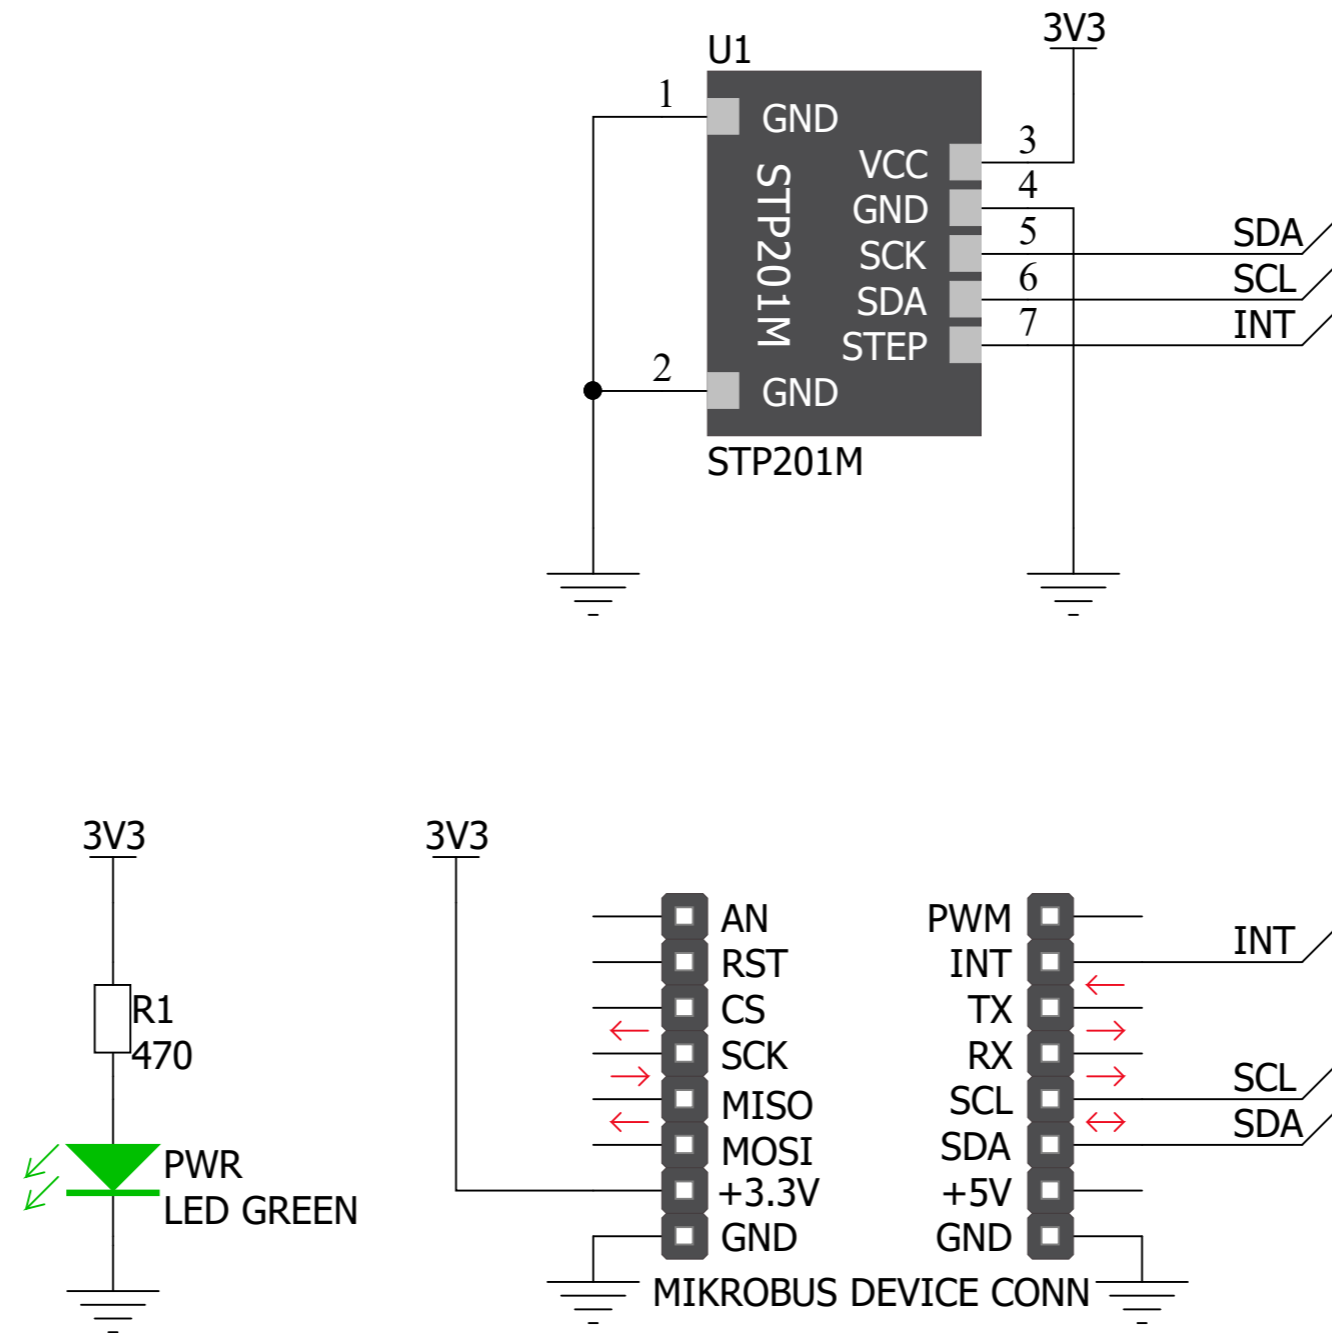 U1
3V3
1
GND
3
VCC
4
GND
5
SCK
SDA
6
SDA
SCL
7
STEP
INT
STP201M
2
GND
STP201M
3V3
R1
470
PWR
LED GREEN
3V3
AN
RST
CS
SCK
MISO
MOSI
+3.3V
GND
PWM
INT
INT
TX
RX
SCL
SCL
SDA
SDA
+5V
GND
MIKROBUS DEVICE CONN